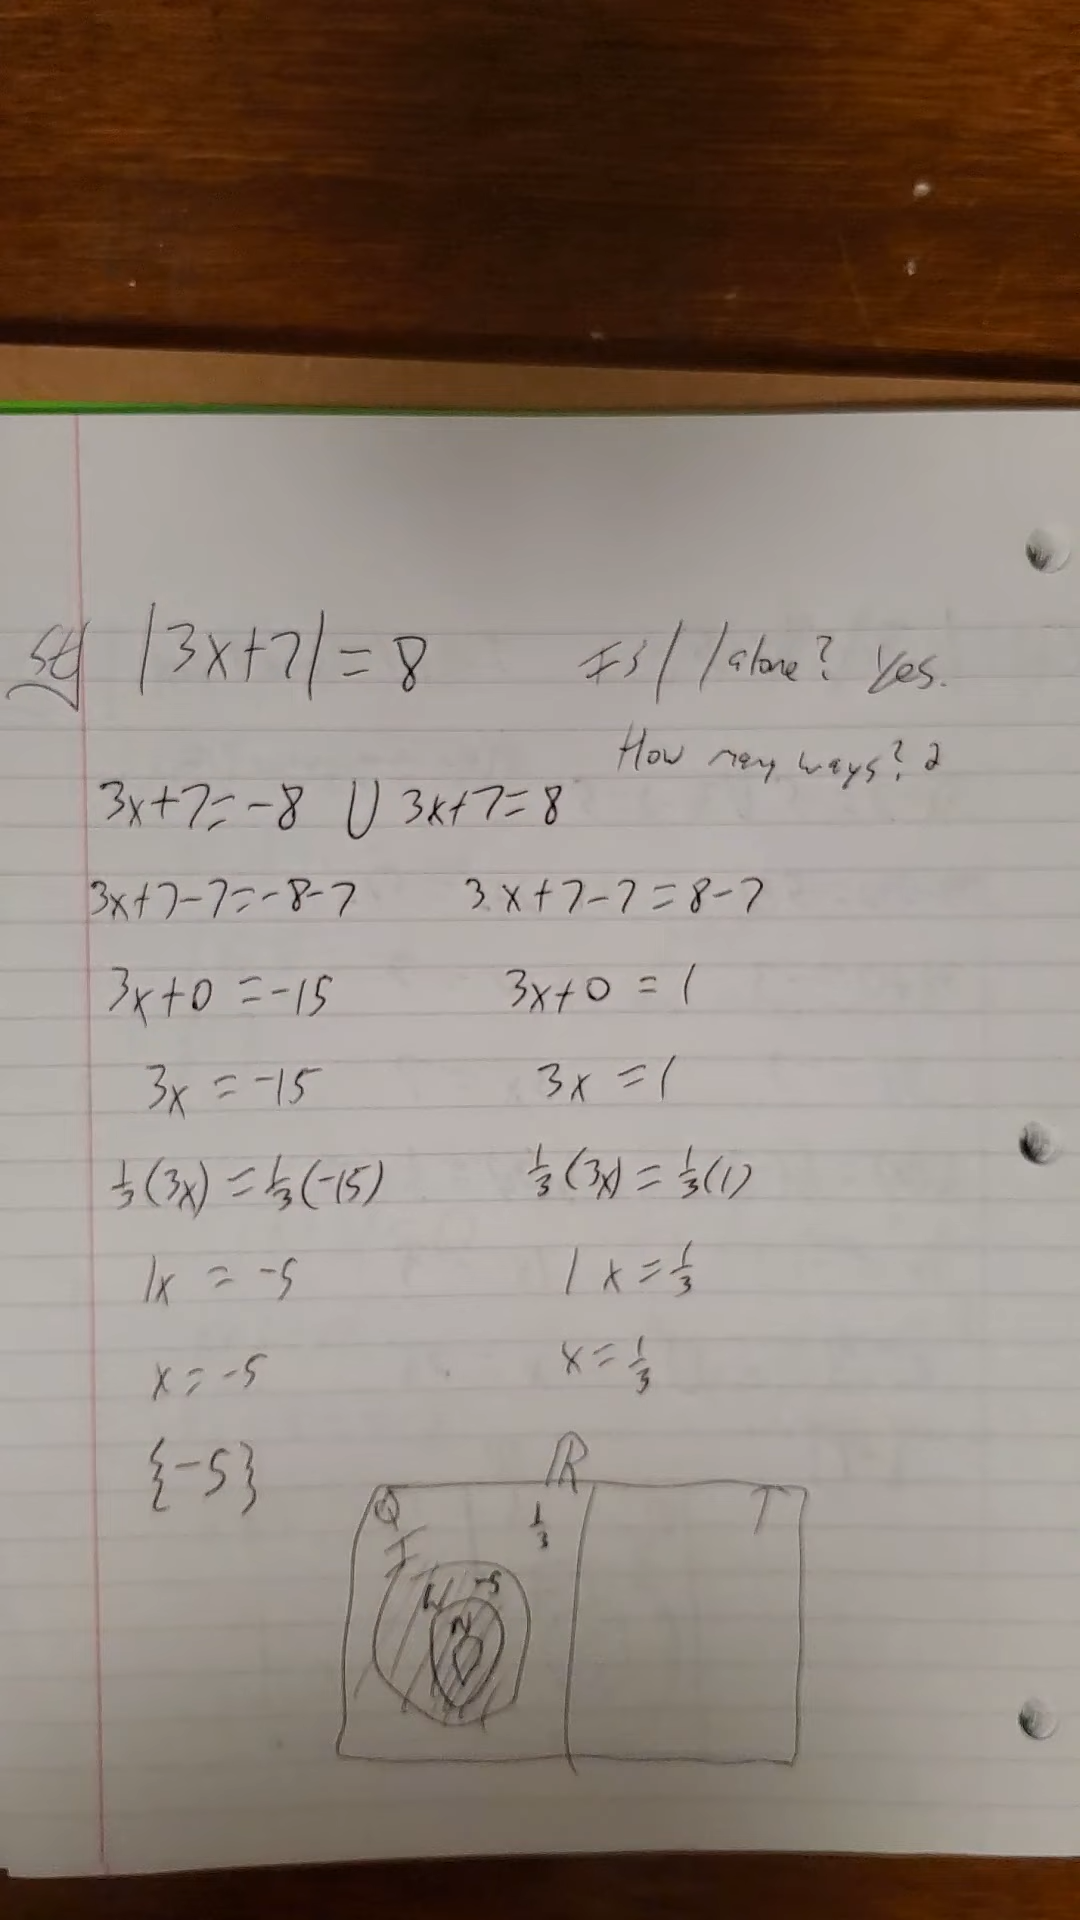 |3x+7|=8 Is | | alone? Yes.
How many ways? 2
3x+7=-8 ∪ 3x+7=8
3x+7-7=-8-7 3x+7-7=8-7
3x+0=-15 3x+0=1
3x=-15 3x=1
1/3(3x)=1/3(-15) 1/3(3x)=1/3(1)
1x=-5 1x=1/3
x=-5 x=1/3
{-5}
ℝ
Q 1/3 T
I
W -5
N